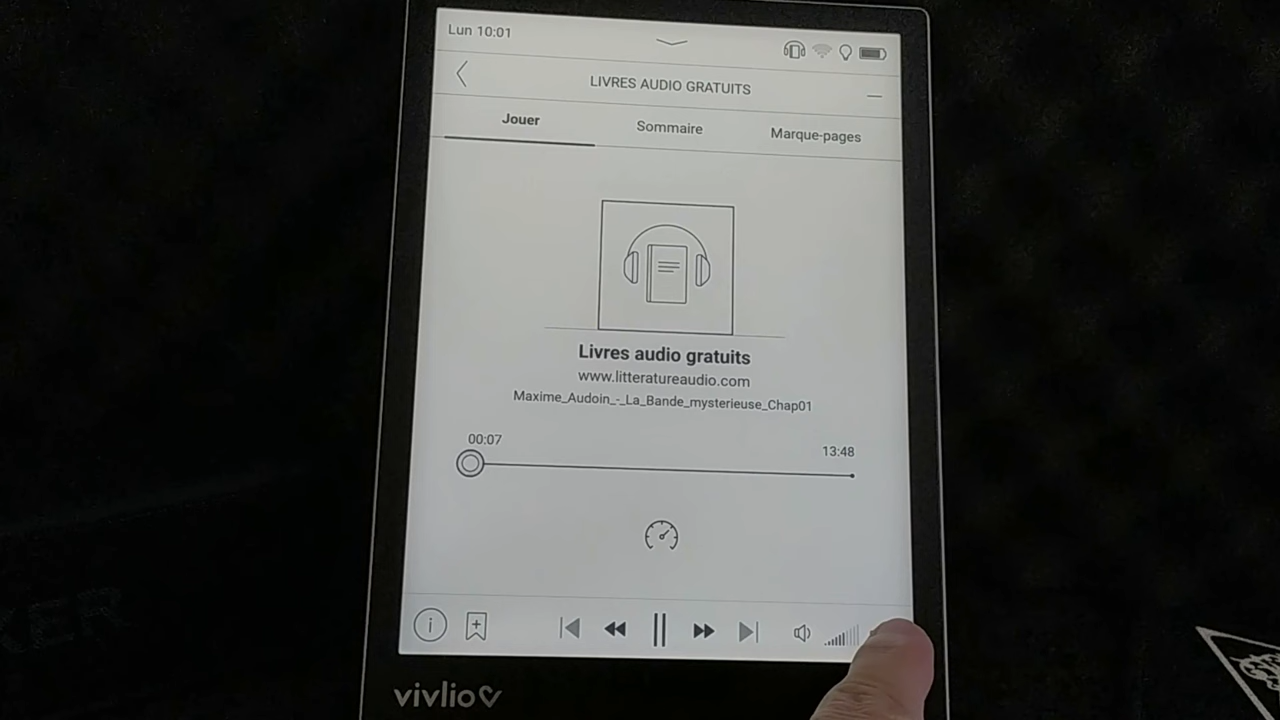 Lun 10:01
LIVRES AUDIO GRATUITS
Jouer
Sommaire
Marque-pages
Livres audio gratuits
www.litteratureaudio.com
Maxime_Audoin_-_La_Bande_mysterieuse_Chap01
00:07
13:48
vivlio